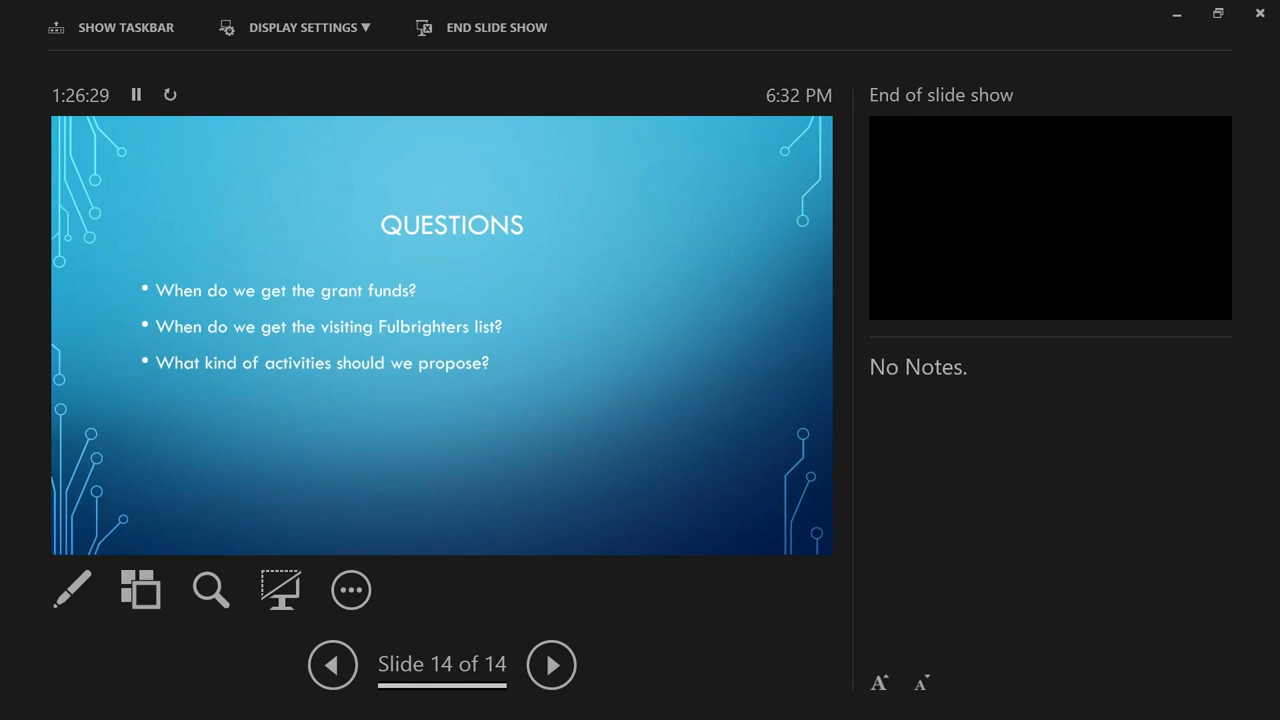 SHOW TASKBAR
DISPLAY SETTINGS ▼
END SLIDE SHOW
1:26:29
6:32 PM
QUESTIONS
• When do we get the grant funds?
• When do we get the visiting Fulbrighters list?
• What kind of activities should we propose?
Slide 14 of 14
End of slide show
No Notes.
A A